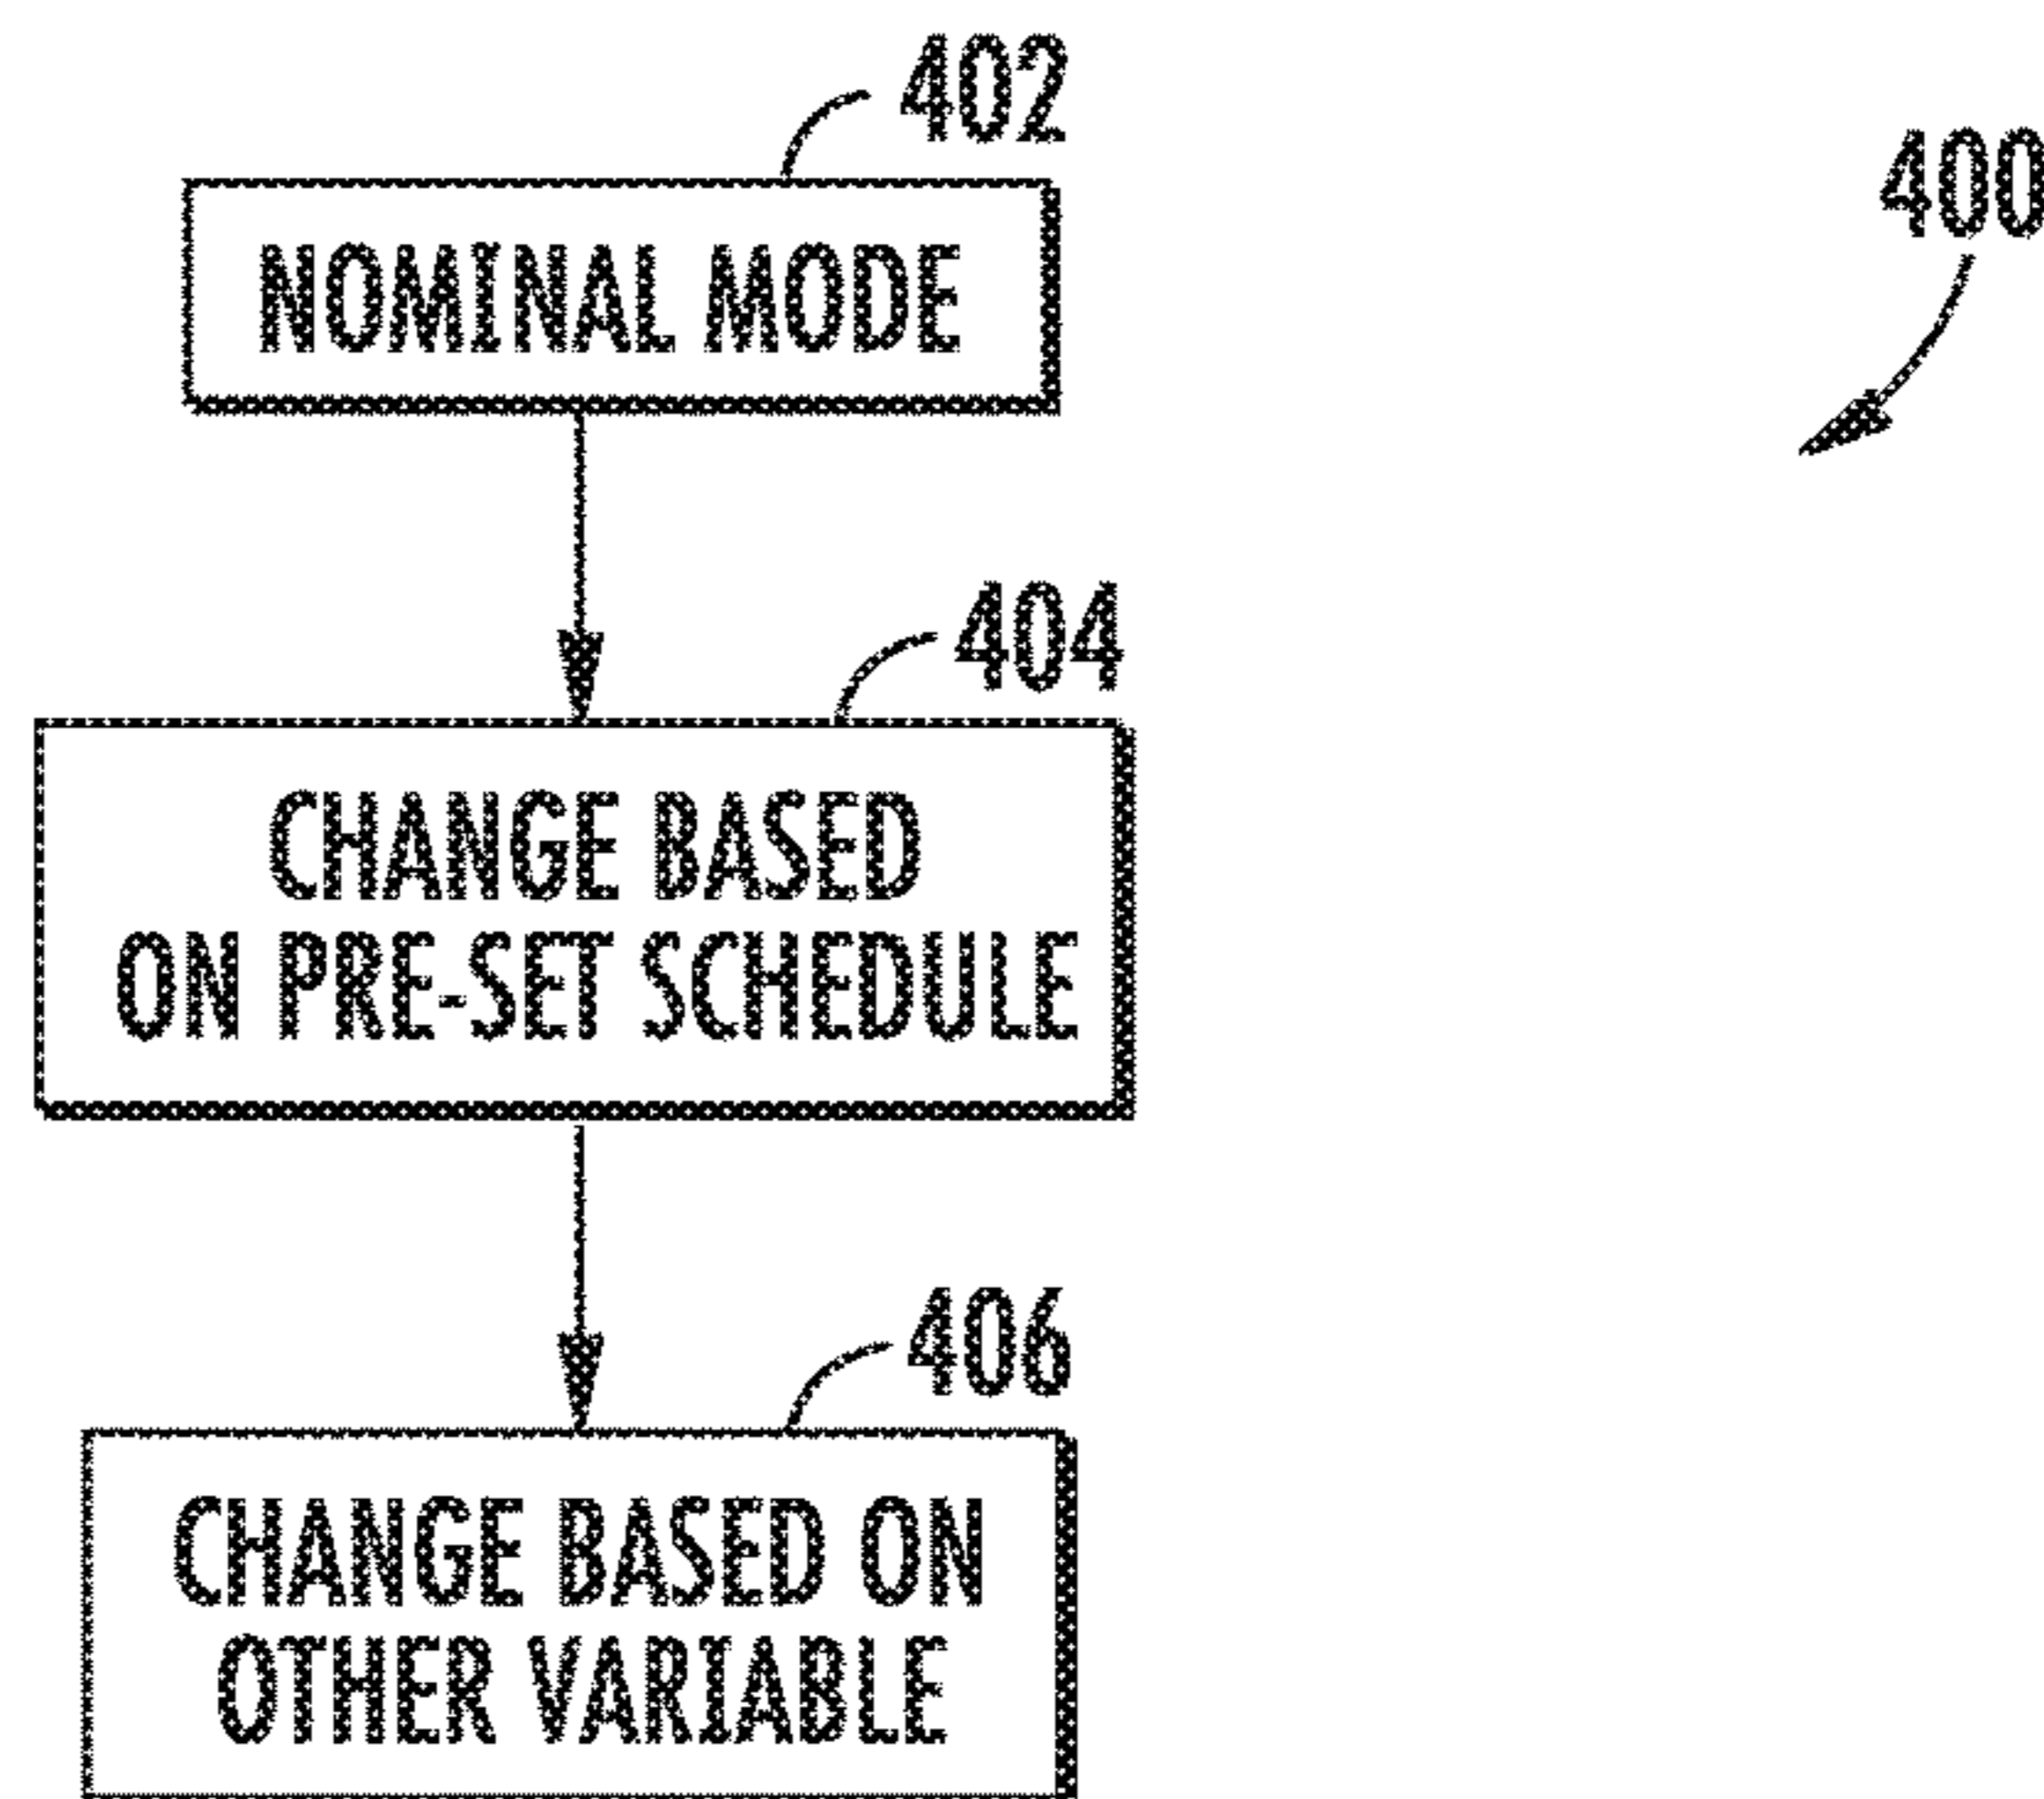 402
400
NOMINAL MODE
404
CHANGE BASED
ON PRE-SET SCHEDULE
406
CHANGE BASED ON
OTHER VARIABLE